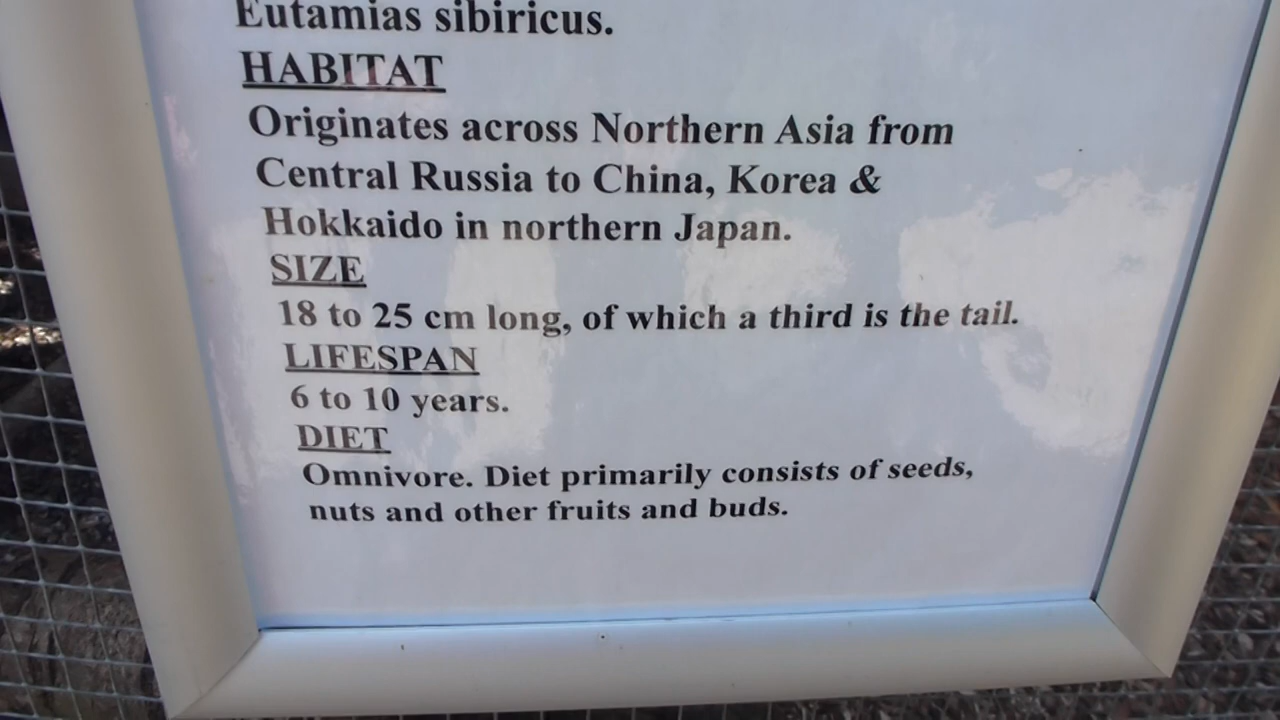 Eutamias sibiricus.
HABITAT
Originates across Northern Asia from
Central Russia to China, Korea &
Hokkaido in northern Japan.
SIZE
18 to 25 cm long, of which a third is the tail.
LIFESPAN
6 to 10 years.
DIET
Omnivore. Diet primarily consists of seeds,
nuts and other fruits and buds.